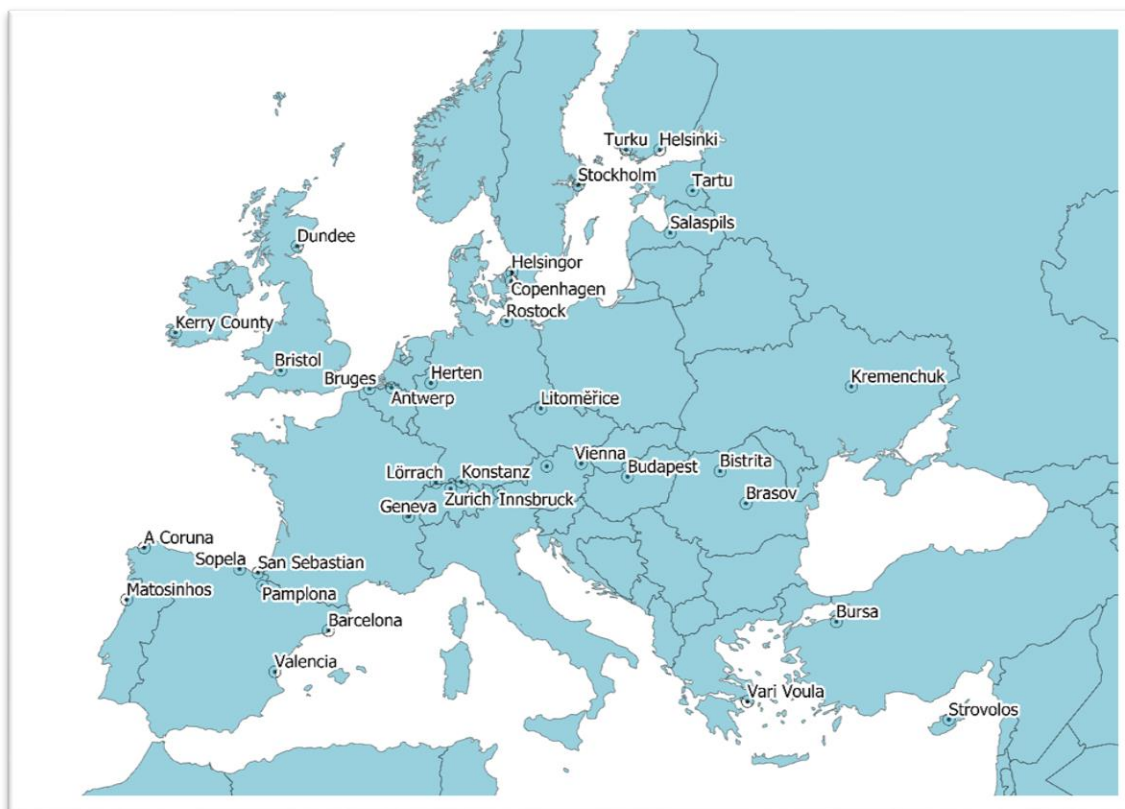 Turku Helsinki
Stockholm
Tartu
Salaspils
Dundee
Helsingor
Copenhagen
Rostock
Kerry County
Bristol
Bruges
Herten
Antwerp
Kremenchuk
Litoměřice
Vienna
Budapest
Bistrita
Lörrach
Konstanz
Zurich
Innsbruck
Brasov
Geneva
A Coruna
Sopela
San Sebastian
Matosinhos
Pamplona
Barcelona
Bursa
Valencia
Vari Voula
Strovolos